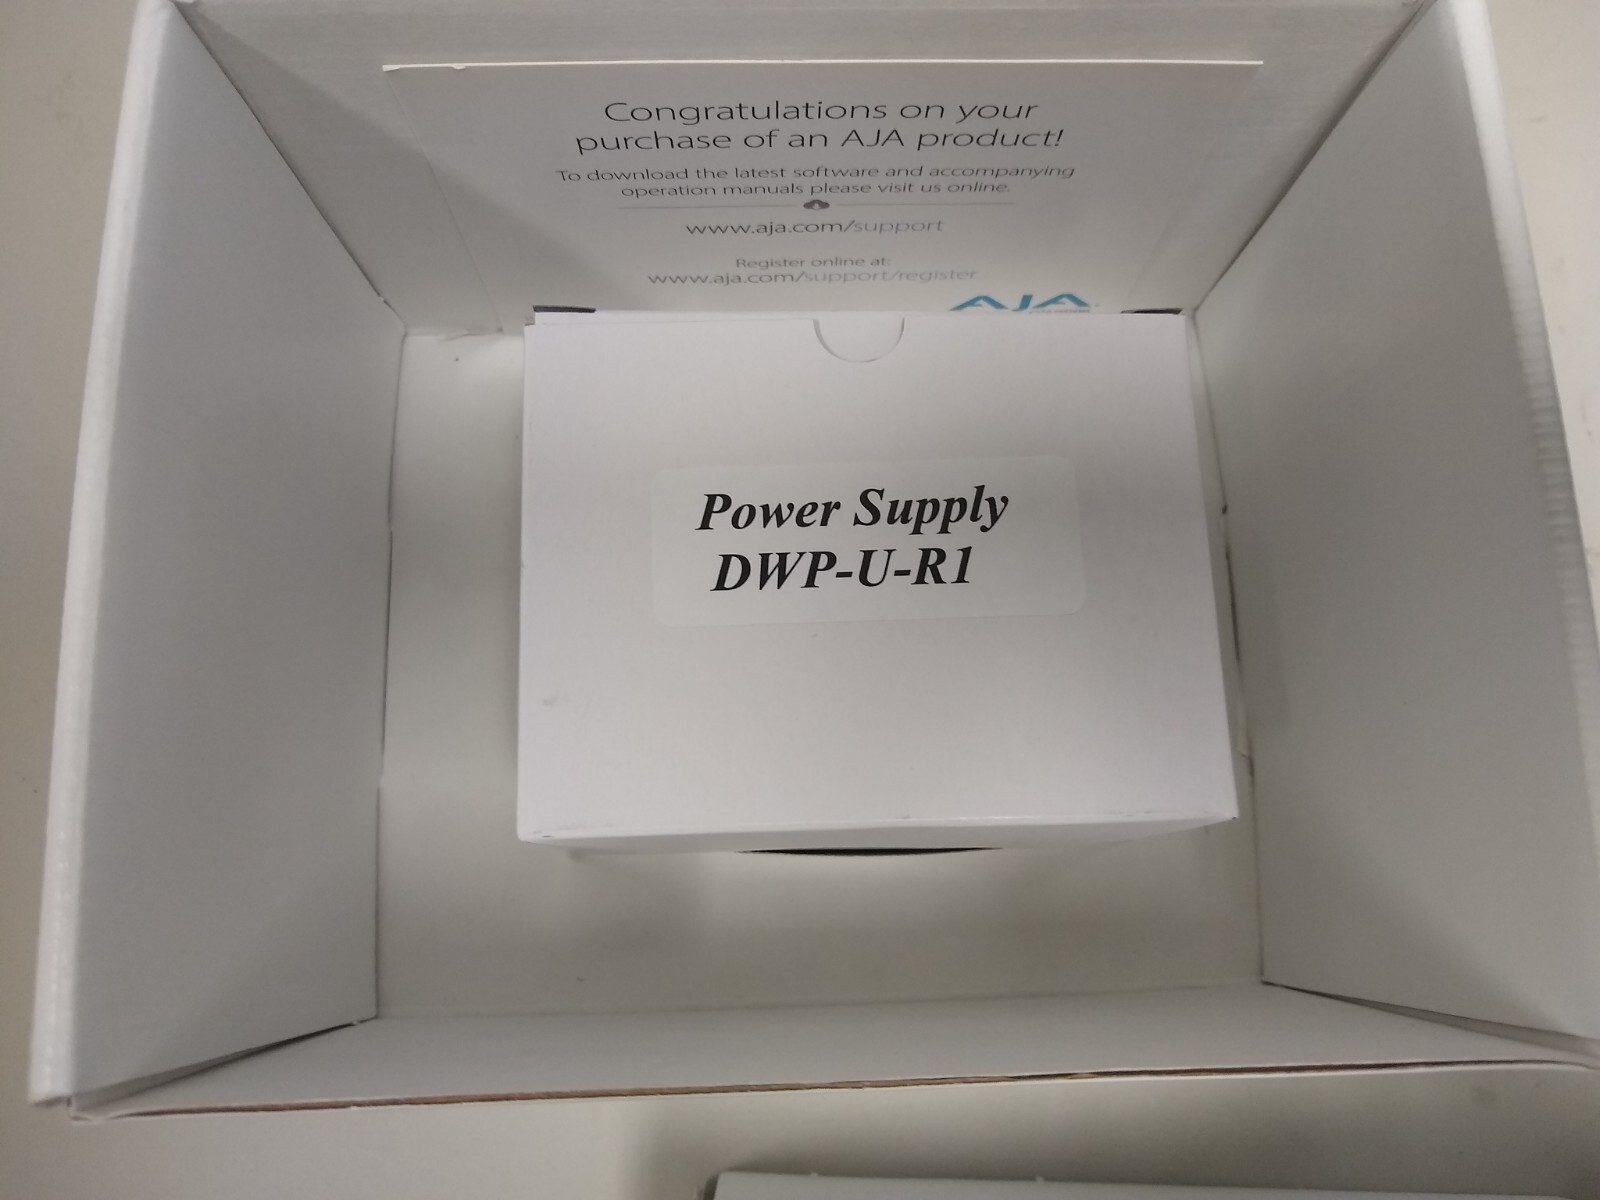 Congratulations on your
purchase of an AJA product!
To download the latest software and accompanying
operation manuals please visit us online.
www.aja.com/support
Register online at:
www.aja.com/support/register
AJA
Power Supply
DWP-U-R1